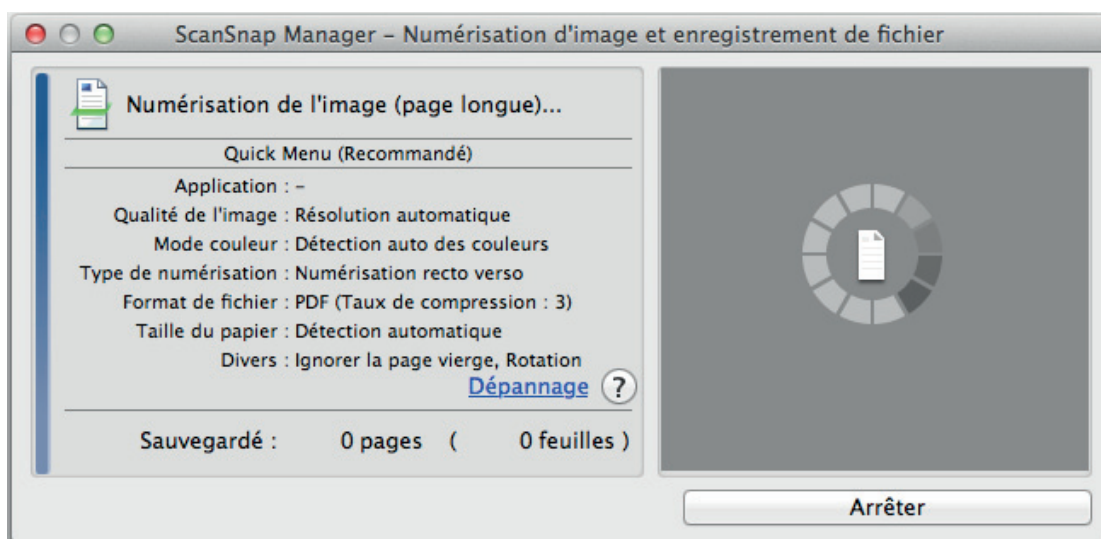 ScanSnap Manager – Numérisation d'image et enregistrement de fichier
Numérisation de l'image (page longue)...
Quick Menu (Recommandé)
Application : –
Qualité de l'image : Résolution automatique
Mode couleur : Détection auto des couleurs
Type de numérisation : Numérisation recto verso
Format de fichier : PDF (Taux de compression : 3)
Taille du papier : Détection automatique
Divers : Ignorer la page vierge, Rotation
Dépannage ?
Sauvegardé : 0 pages ( 0 feuilles )
Arrêter